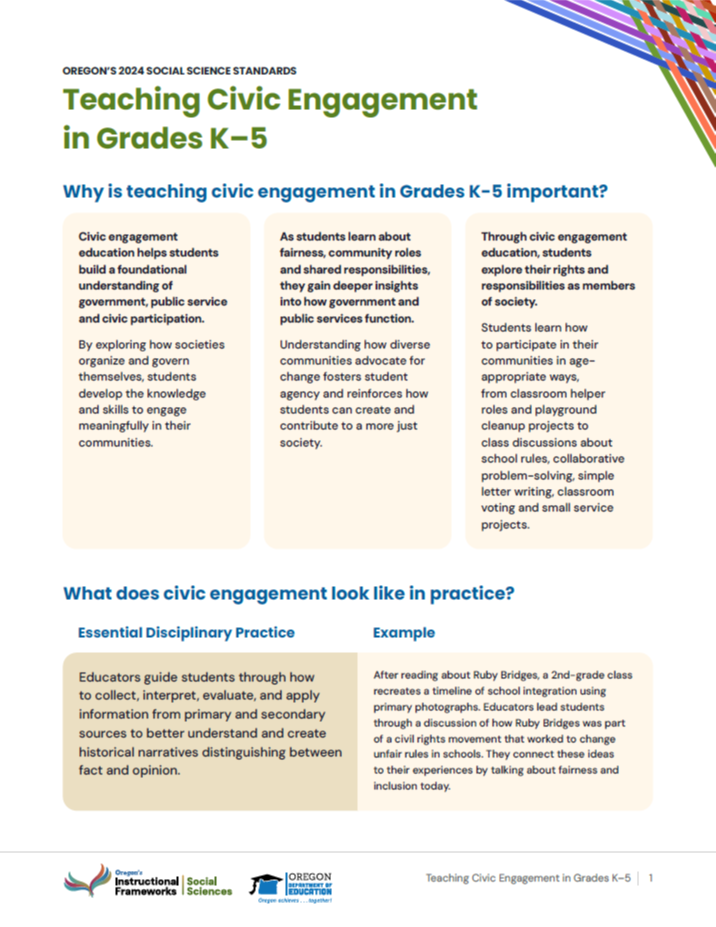 OREGON'S 2024 SOCIAL SCIENCE STANDARDS
Teaching Civic Engagement
in Grades K–5
Why is teaching civic engagement in Grades K-5 important?
Civic engagement
education helps students
build a foundational
understanding of
government, public service
and civic participation.
By exploring how societies
organize and govern
themselves, students
develop the knowledge
and skills to engage
meaningfully in their
communities.
As students learn about
fairness, community roles
and shared responsibilities,
they gain deeper insights
into how government and
public services function.
Understanding how diverse
communities advocate for
change fosters student
agency and reinforces how
students can create and
contribute to a more just
society.
Through civic engagement
education, students
explore their rights and
responsibilities as members
of society.
Students learn how
to participate in their
communities in age-
appropriate ways,
from classroom helper
roles and playground
cleanup projects to
class discussions about
school rules, collaborative
problem-solving, simple
letter writing, classroom
voting and small service
projects.
What does civic engagement look like in practice?
Essential Disciplinary Practice
Example
Educators guide students through how
to collect, interpret, evaluate, and apply
information from primary and secondary
sources to better understand and create
historical narratives distinguishing between
fact and opinion.
After reading about Ruby Bridges, a 2nd-grade class
recreates a timeline of school integration using
primary photographs. Educators lead students
through a discussion of how Ruby Bridges was part
of a civil rights movement that worked to change
unfair rules in schools. They connect these ideas
to their experiences by talking about fairness and
inclusion today.
Oregon's
Instructional
Frameworks
Social
Sciences
OREGON
DEPARTMENT OF
EDUCATION
Oregon achieves . . . together!
Teaching Civic Engagement in Grades K–5 | 1